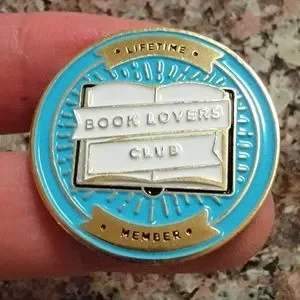 • LIFETIME •
BOOK LOVERS
CLUB
• MEMBER •